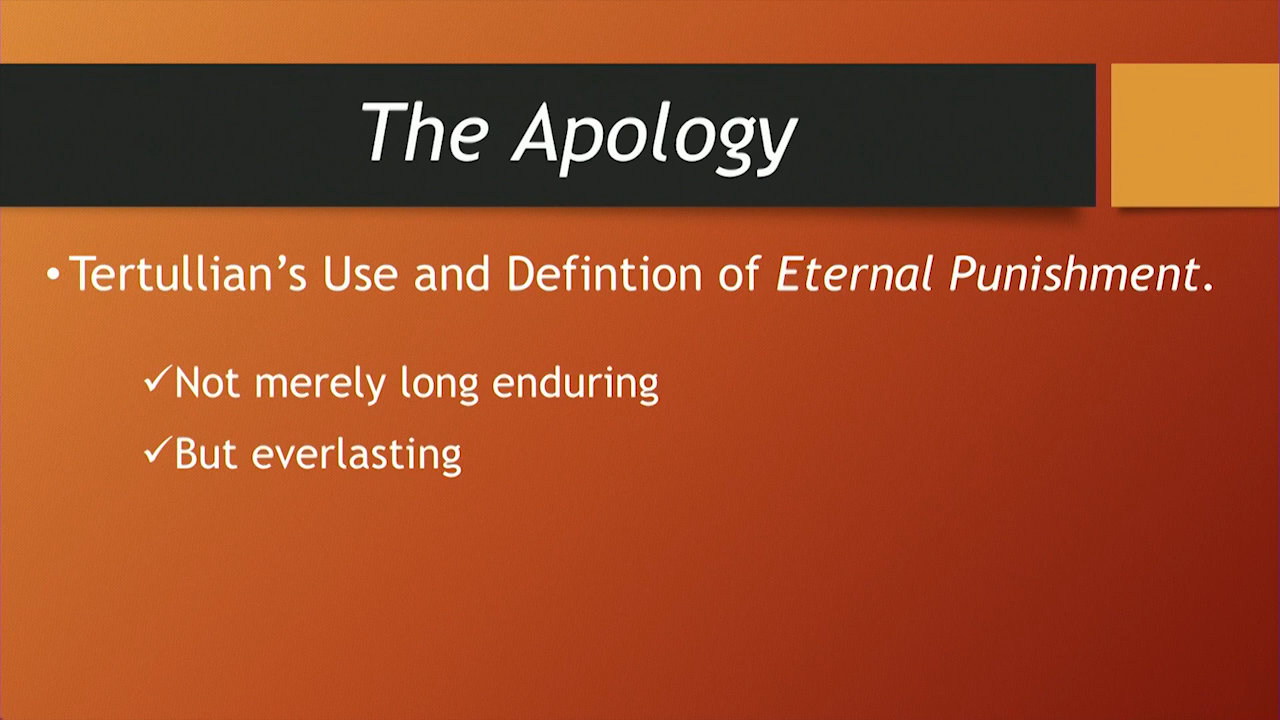 The Apology
• Tertullian’s Use and Defintion of Eternal Punishment.
✓Not merely long enduring
✓But everlasting